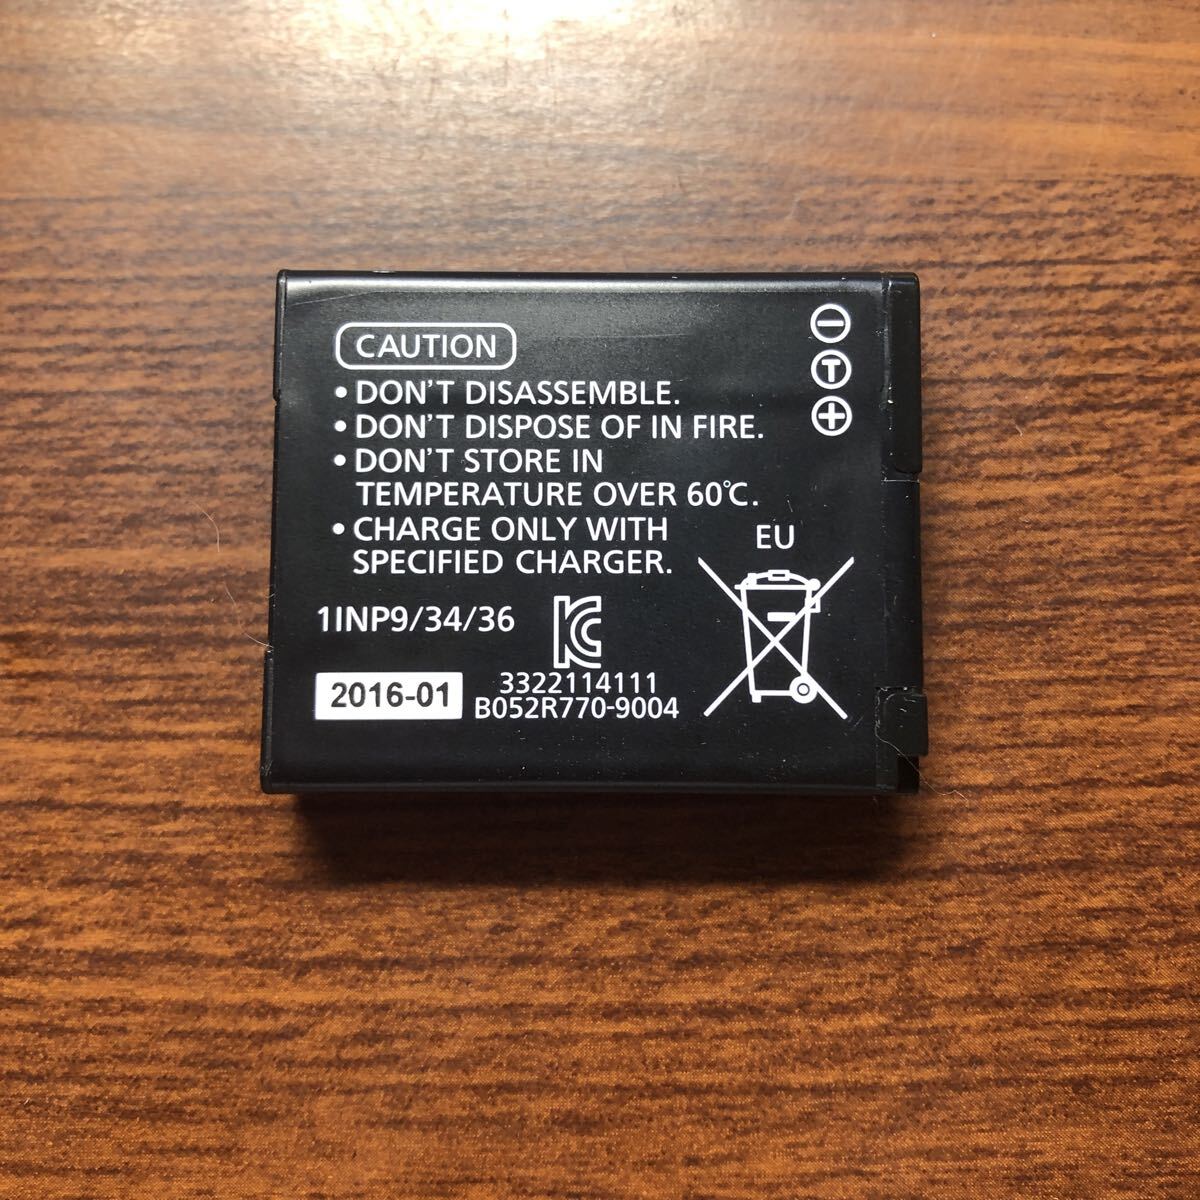 CAUTION
• DON'T DISASSEMBLE.
• DON'T DISPOSE OF IN FIRE.
• DON'T STORE IN
TEMPERATURE OVER 60℃.
• CHARGE ONLY WITH
SPECIFIED CHARGER.
−
T
+
EU
1INP9/34/36
KC
3322114111
2016-01
B052R770-9004